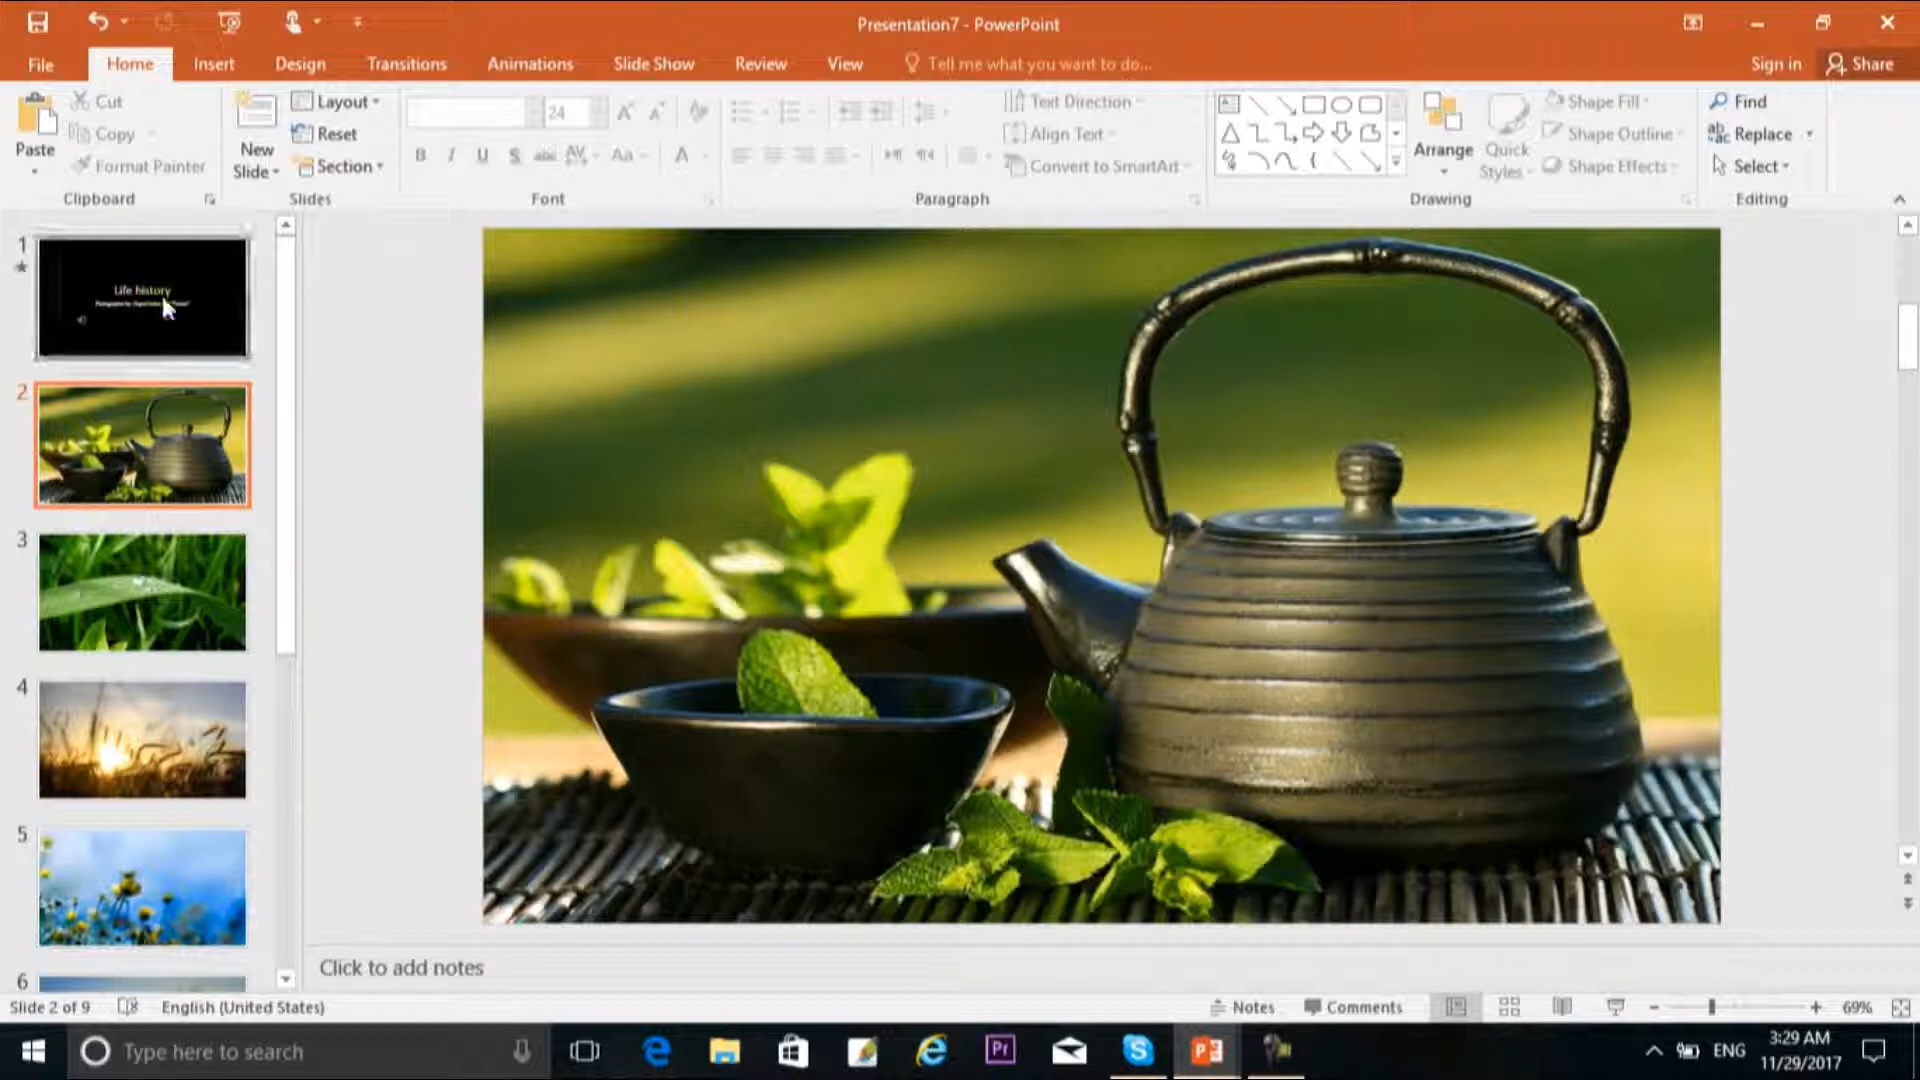 Presentation7 - PowerPoint
File Home Insert Design Transitions Animations Slide Show Review View Tell me what you want to do... Sign in Share
Paste
Cut
Copy
Format Painter
Clipboard
New Slide
Layout
Reset
Section
Slides
24
B I U S abc AV Aa A
Font
Text Direction
Align Text
Convert to SmartArt
Paragraph
Arrange
Quick Styles
Shape Fill
Shape Outline
Shape Effects
Drawing
Find
Replace
Select
Editing
1
Life history
2
3
4
5
6
Click to add notes
Slide 2 of 9 English (United States) Notes Comments 69%
Type here to search
Pr
ENG
3:29 AM
11/29/2017